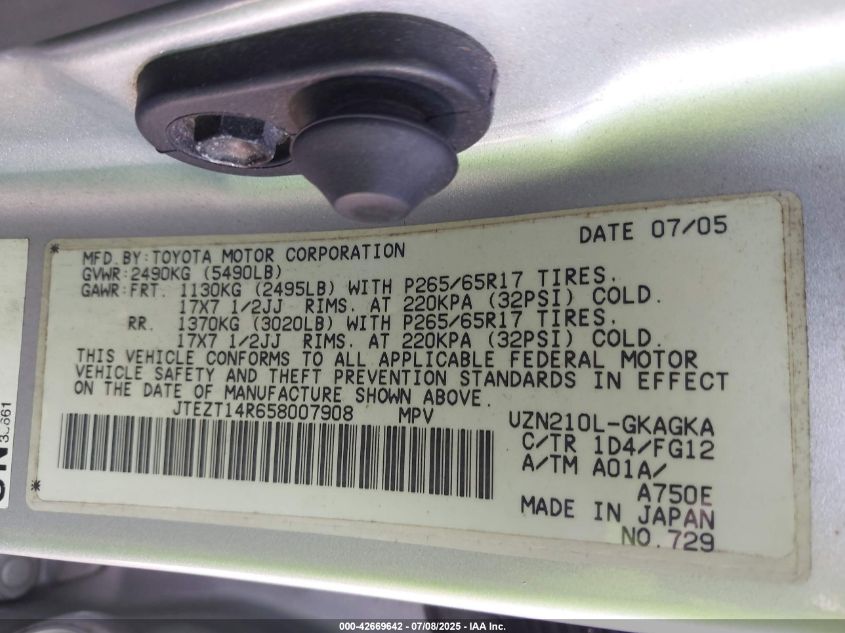 DATE 07/05
MFD.BY:TOYOTA MOTOR CORPORATION
GVWR:2490KG (5490LB)
GAWR:FRT. 1130KG (2495LB) WITH P265/65R17 TIRES.
17X7 1/2JJ RIMS. AT 220KPA (32PSI) COLD.
RR. 1370KG (3020LB) WITH P265/65R17 TIRES.
17X7 1/2JJ RIMS. AT 220KPA (32PSI) COLD.
THIS VEHICLE CONFORMS TO ALL APPLICABLE FEDERAL MOTOR
VEHICLE SAFETY AND THEFT PREVENTION STANDARDS IN EFFECT
ON THE DATE OF MANUFACTURE SHOWN ABOVE.
JTEZT14R658007908 MPV
UZN210L-GKAGKA
C/TR 1D4/FG12
A/TM A01A/
A750E
MADE IN JAPAN
NO.729
000-42669642 - 07/08/2025 - IAA Inc.